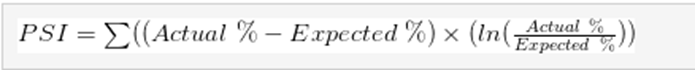 PSI = ∑((Actual % − Expected %) × (ln(Actual %/Expected %)))